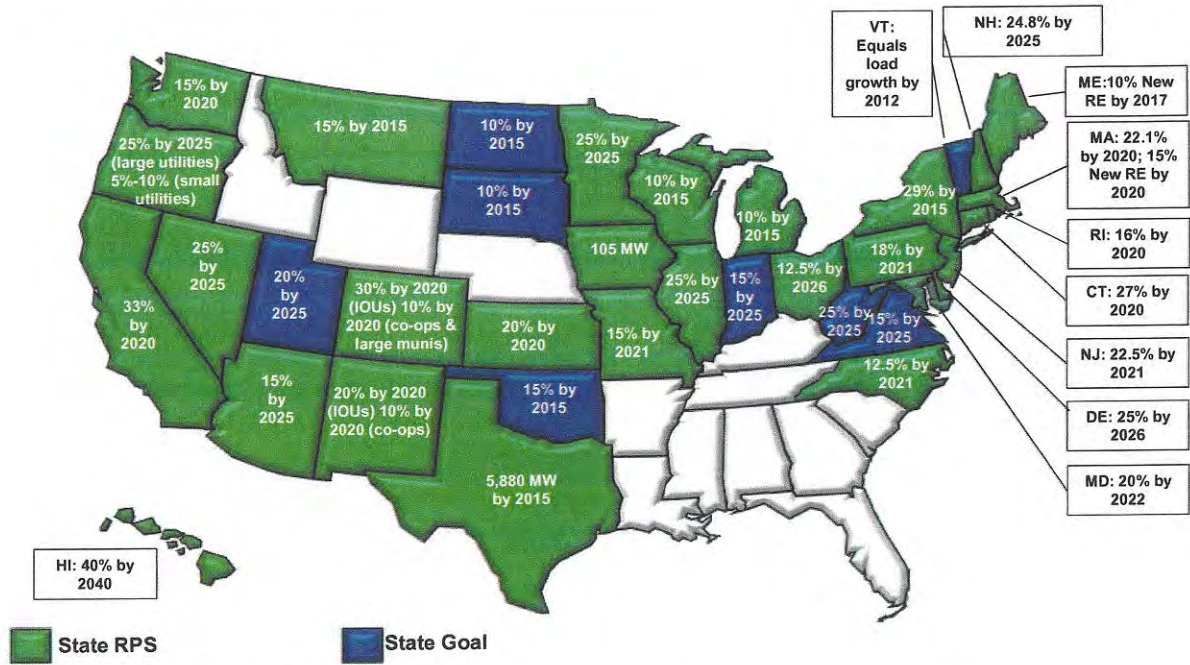 VT:
Equals
load
growth by
2012
NH: 24.8% by
2025
ME:10% New
RE by 2017
MA: 22.1%
by 2020; 15%
New RE by
2020
RI: 16% by
2020
CT: 27% by
2020
NJ: 22.5% by
2021
DE: 25% by
2026
MD: 20% by
2022
15% by
2020
25% by 2025
(large utilities)
5%-10% (small
utilities)
15% by 2015
10% by
2015
10% by
2015
25% by
2025
10% by
2015
10% by
2015
29% by
2015
18% by
2021
105 MW
25%
by
2025
20%
by
2025
33%
by
2020
30% by 2020
(IOUs) 10% by
2020 (co-ops &
large munis)
20% by
2020
15% by
2021
25% by
2025
15%
by
2025
12.5% by
2026
25% by
2025
15% by
2025
12.5% by
2021
15%
by
2025
20% by 2020
(IOUs) 10% by
2020 (co-ops)
15% by
2015
5,880 MW
by 2015
HI: 40% by
2040
State RPS
State Goal